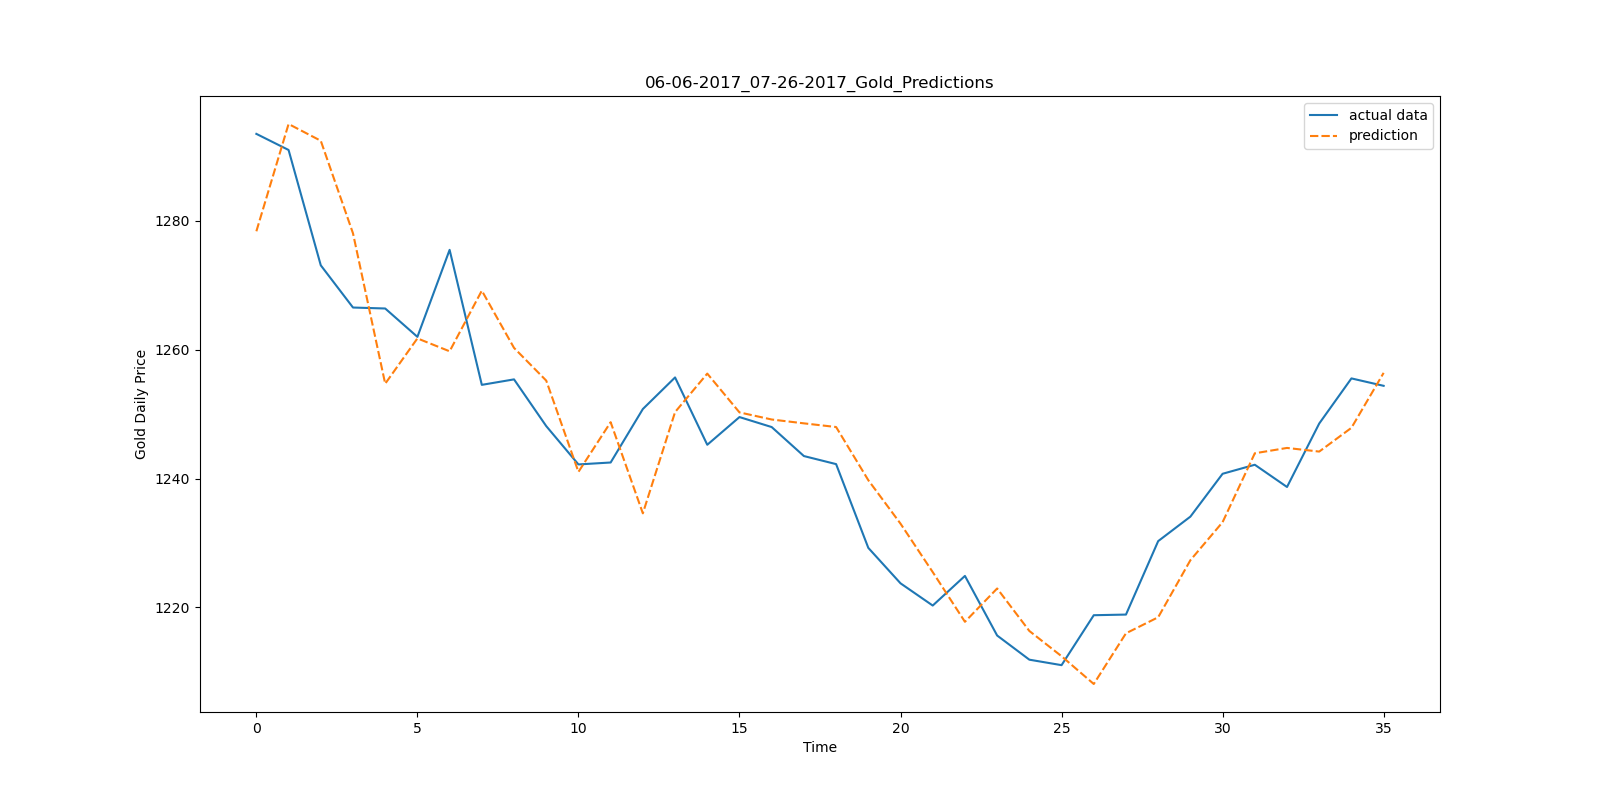 06-06-2017_07-26-2017_Gold_Predictions
actual data
prediction
1280
1260
1240
1220
Gold Daily Price
0 5 10 15 20 25 30 35
Time